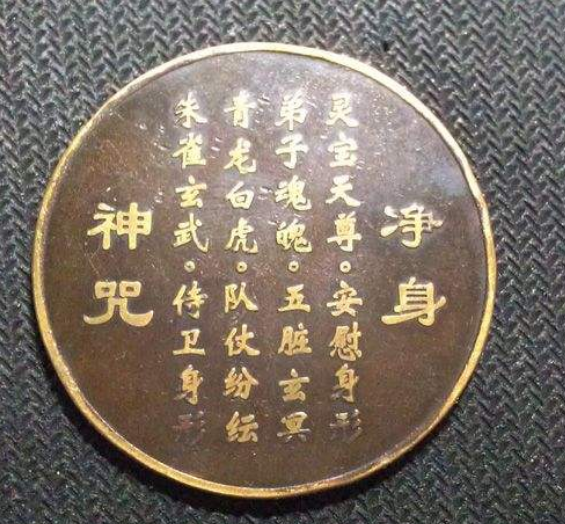 净身
灵宝天尊。安慰身形
弟子魂魄。五脏玄冥
青龙白虎。队仗纷纭
朱雀玄武。侍卫身形
神咒